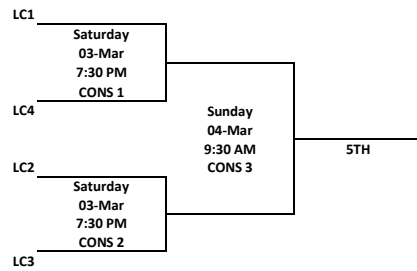 LC1
Saturday
03-Mar
7:30 PM
CONS 1
LC4
Sunday
04-Mar
9:30 AM
CONS 3
5TH
LC2
Saturday
03-Mar
7:30 PM
CONS 2
LC3